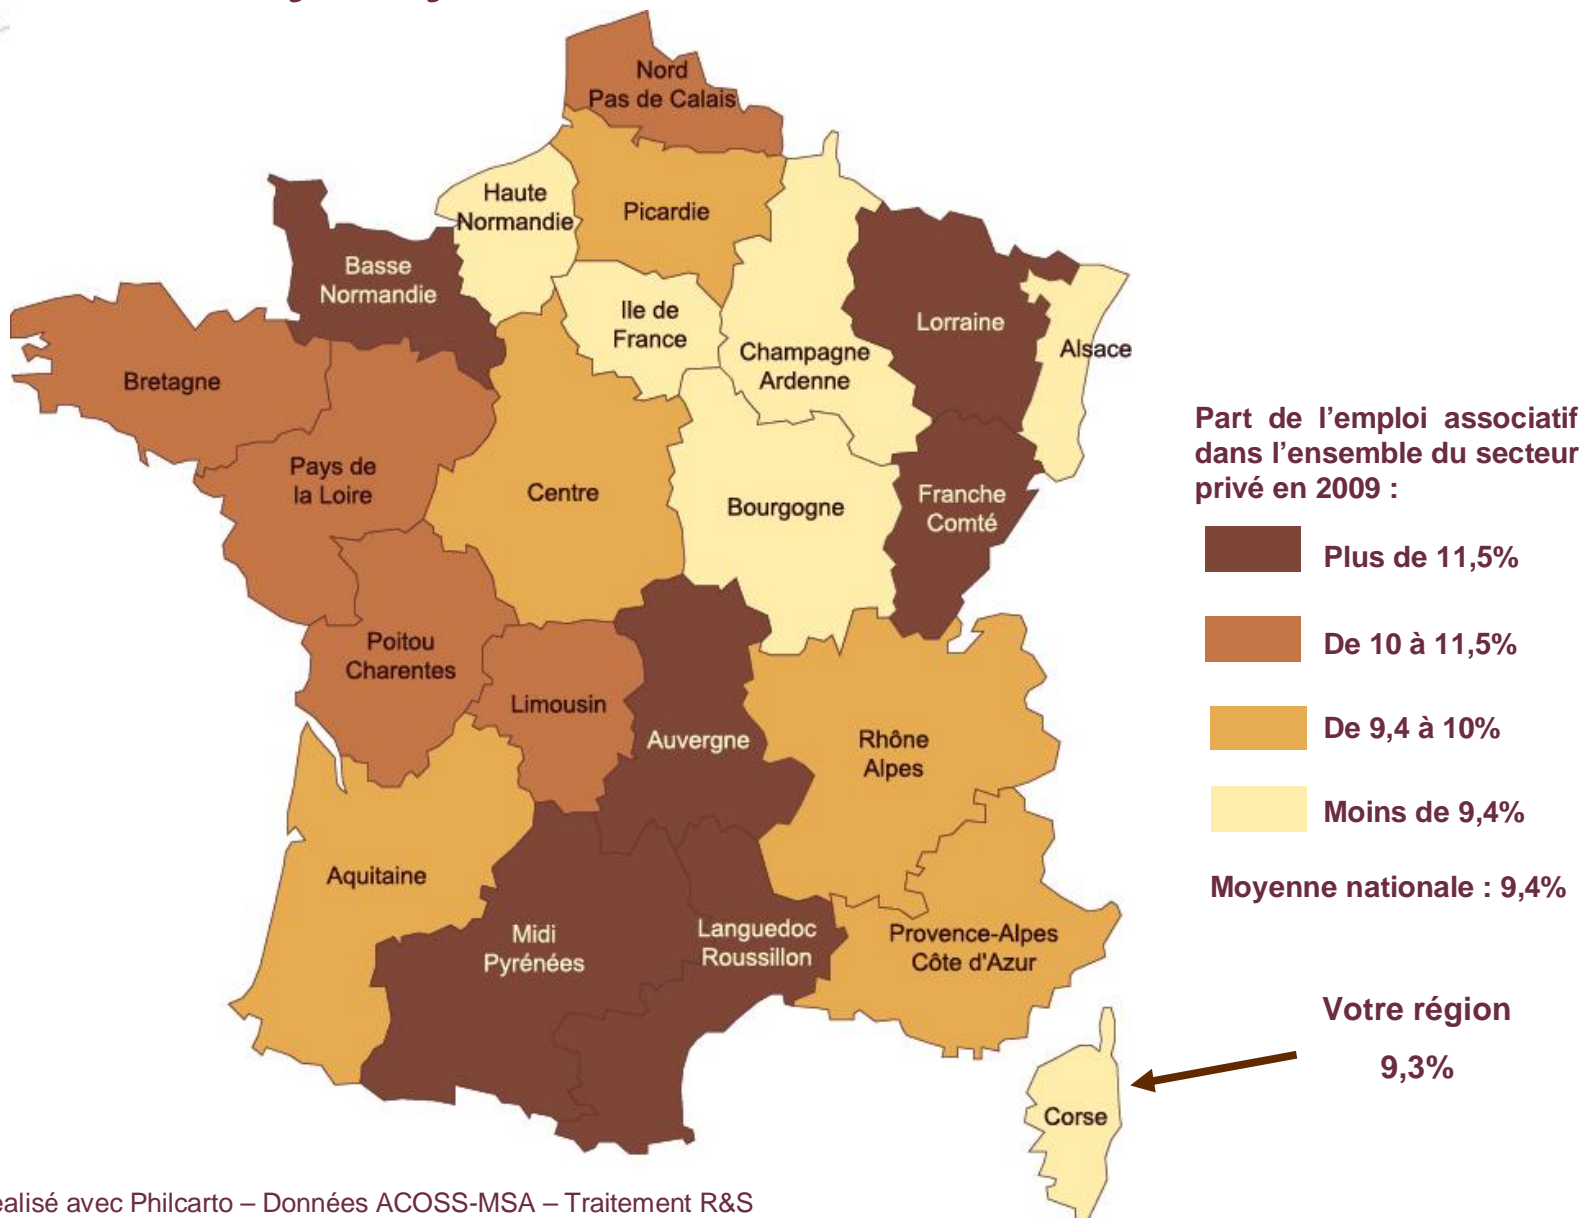 Nord
Pas de Calais
Haute
Normandie
Picardie
Basse
Normandie
Ile de
France
Lorraine
Champagne
Ardenne
Alsace
Bretagne
Part de l’emploi associatif
dans l’ensemble du secteur
privé en 2009 :
Pays de
la Loire
Centre
Bourgogne
Franche
Comté
Plus de 11,5%
Poitou
Charentes
De 10 à 11,5%
Limousin
Auvergne
Rhône
Alpes
De 9,4 à 10%
Moins de 9,4%
Aquitaine
Moyenne nationale : 9,4%
Midi
Pyrénées
Languedoc
Roussillon
Provence-Alpes
Côte d'Azur
Votre région
9,3%
Corse
éalisé avec Philcarto – Données ACOSS-MSA – Traitement R&S